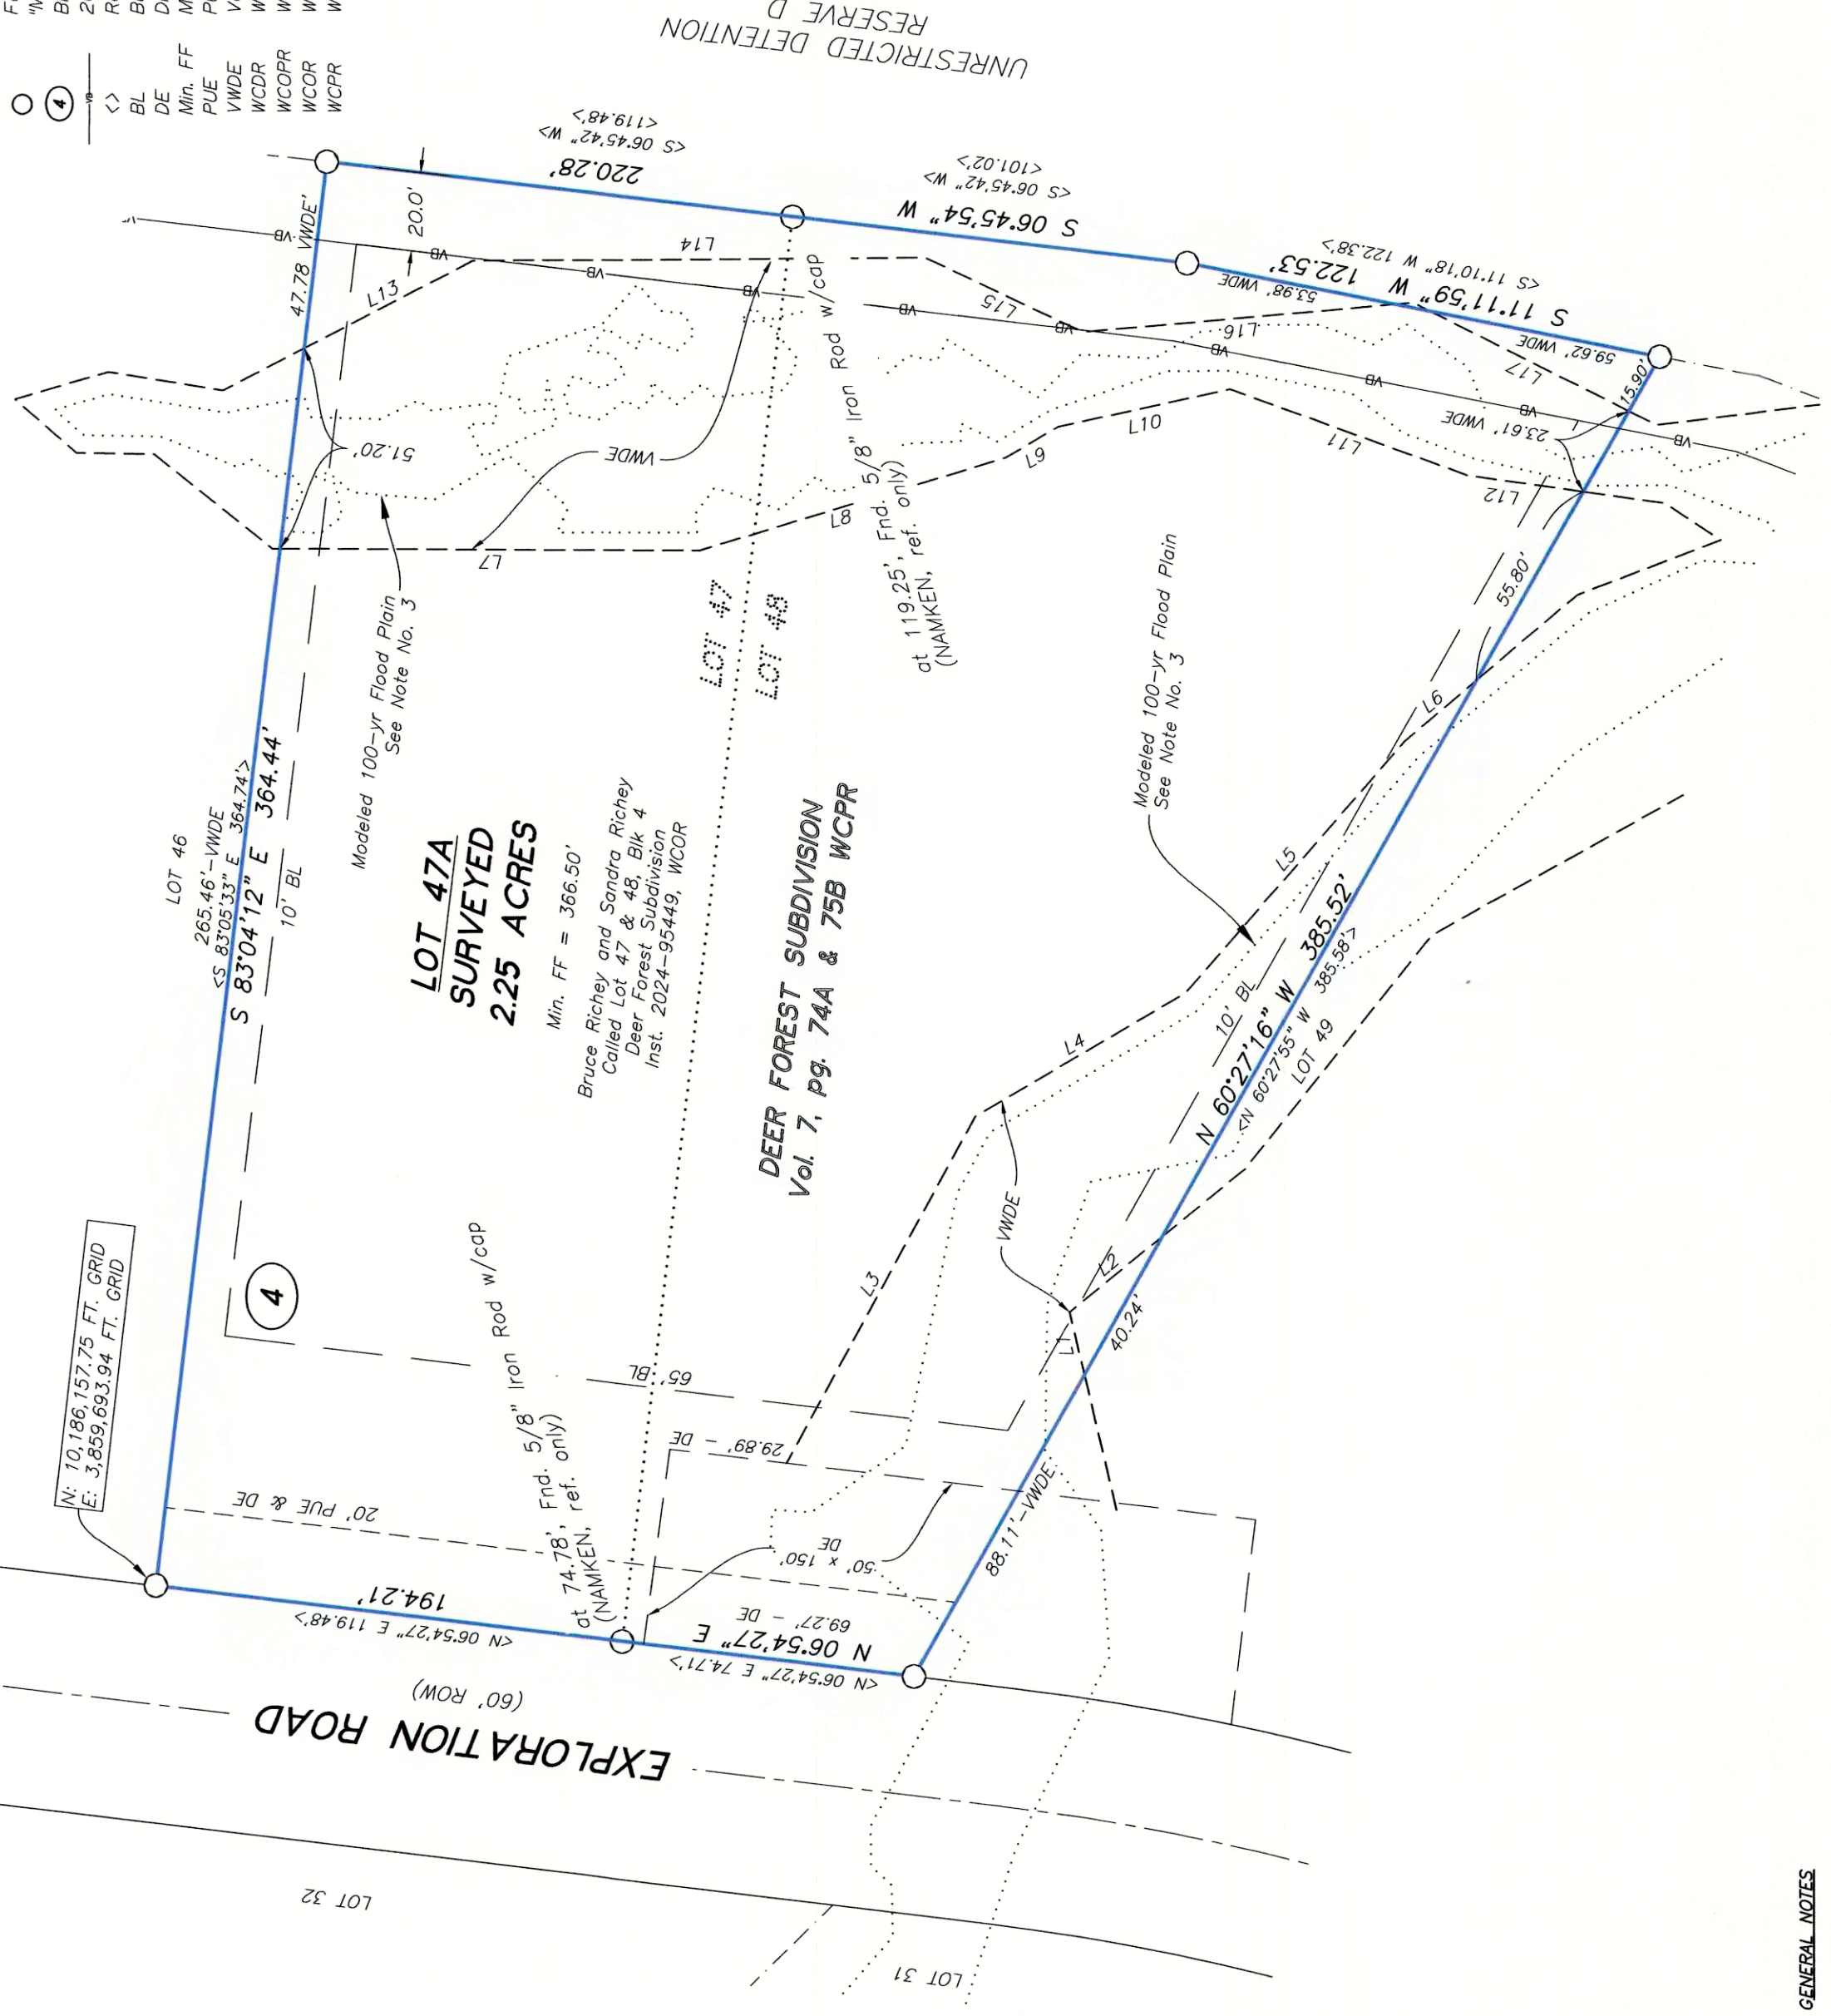 "M
Min. FF
BL
DE
PUE
VWDE
WCDR
WCOPR
WCOR
WCPR
4
<>
VB
UNRESTRICTED DETENTION
RESERVE D
<S 06°45'42" W>
<119.48'>
220.28'
<S 06°45'42" W>
<101.02'>
S 06°45'54" W
<S 11°10'18" W 122.38'>
S 11°11'59" W 122.53'
53.98' VWDE
59.62' VWDE
15.90'
23.61' VWDE
47.78 VWDE'
20.0'
VB
VB
VB
VB
VB
VB
VB
VB
VB
VB
L13
L14
L15
L16
L17
51.20'
VWDE
L7
L8
L9
L10
L11
L12
55.80'
LOT 46
265.46'-VWDE
<S 83°05'33" E 364.74'>
S 83°04'12" E 364.44'
10' BL
Modeled 100-yr Flood Plain
See Note No. 3
LOT 47
LOT 48
at 119.25', Fnd. 5/8" Iron Rod w/cap
(NAMKEN, ref. only)
Modeled 100-yr Flood Plain
See Note No. 3
LOT 47A
SURVEYED
2.25 ACRES
Min. FF = 366.50'
Bruce Richey and Sandra Richey
Called Lot 47 & 48, Blk 4
Deer Forest Subdivision
Inst. 2024-95449, WCOR
DEER FOREST SUBDIVISION
Vol. 7, pg. 74A & 75B WCPR
L6
L5
L4
L3
L2
L1
10' BL
N 60°27'16" W 385.52'
<N 60°27'55" W 385.58'>
LOT 49
VWDE
40.24'
88.11'-VWDE
N: 10,186,157.75 FT. GRID
E: 3,859,693.94 FT. GRID
4
65' BL
at 74.78', Fnd. 5/8" Iron Rod w/cap
(NAMKEN, ref. only)
29.89' - DE
20' PUE & DE
50' x 150'
DE
69.27' - DE
194.21'
N 06°54'27" E
<N 06°54'27" E 119.48'>
<N 06°54'27" E 74.71'>
(60' ROW)
EXPLORATION ROAD
LOT 32
LOT 31
GENERAL NOTES